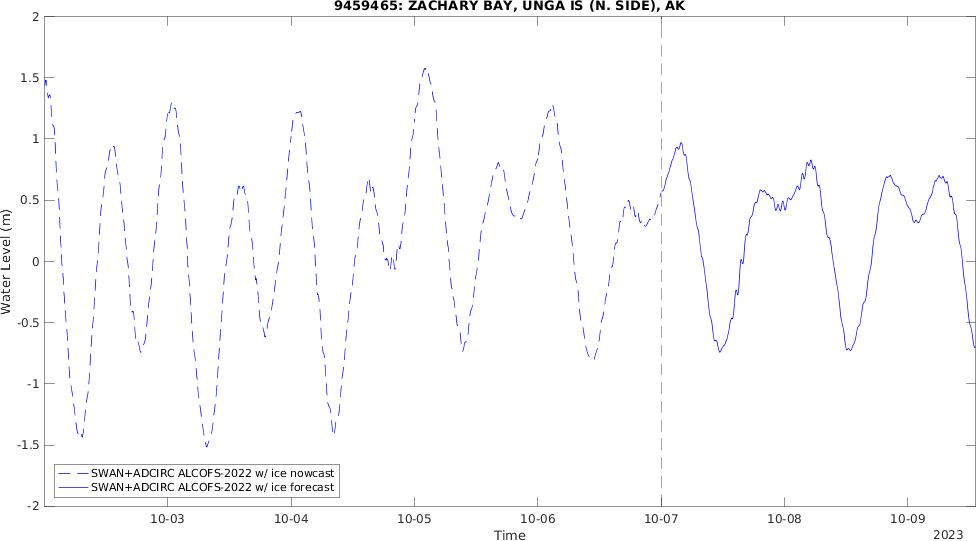 9459465: ZACHARY BAY, UNGA IS (N. SIDE), AK
Water Level (m)
2
1.5
1
0.5
0
-0.5
-1
-1.5
-2
SWAN+ADCIRC ALCOFS-2022 w/ ice nowcast
SWAN+ADCIRC ALCOFS-2022 w/ ice forecast
10-03 10-04 10-05 10-06 10-07 10-08 10-09
Time
2023